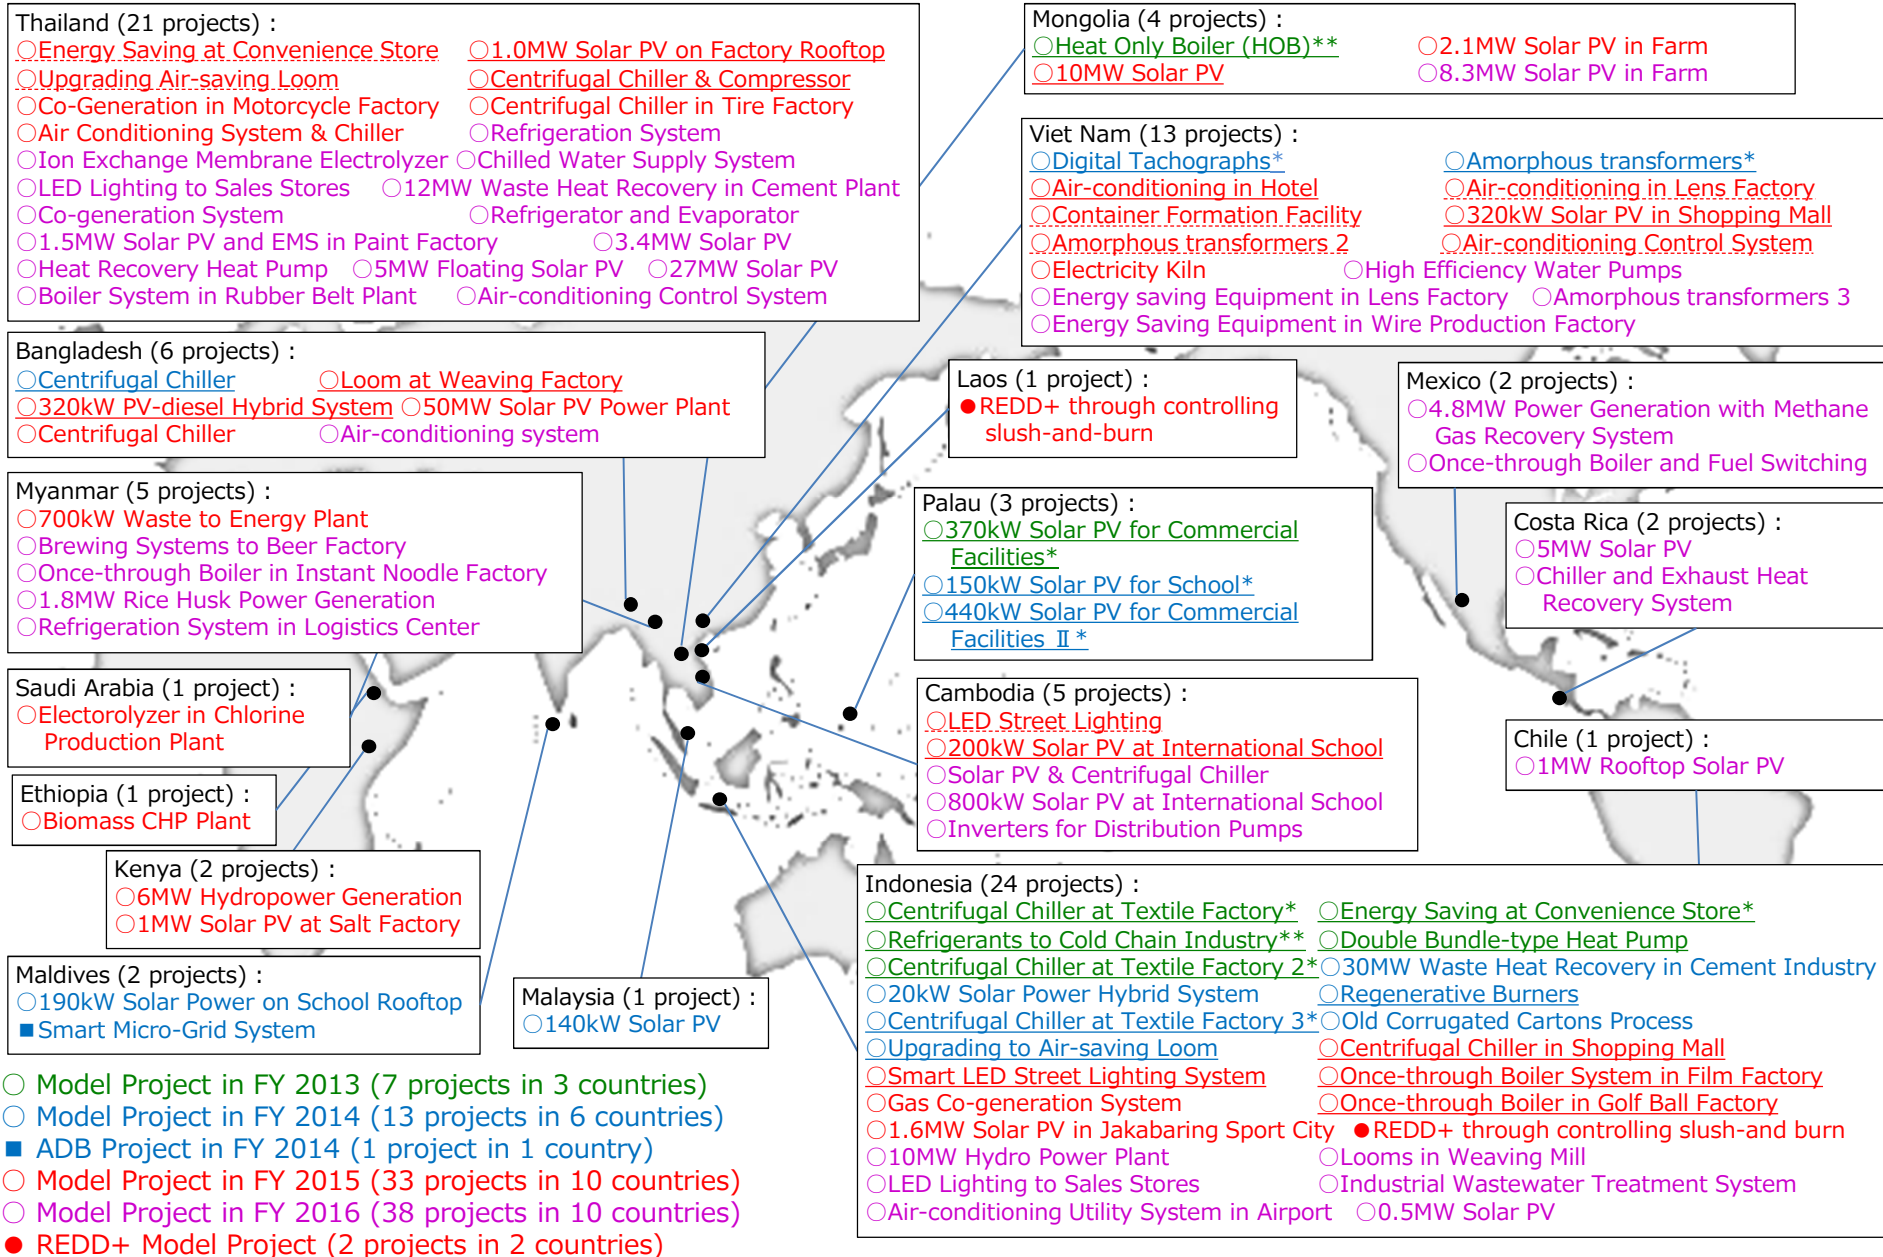 Thailand (21 projects) :
○Energy Saving at Convenience Store ○1.0MW Solar PV on Factory Rooftop
○Upgrading Air-saving Loom ○Centrifugal Chiller & Compressor
○Co-Generation in Motorcycle Factory ○Centrifugal Chiller in Tire Factory
○Air Conditioning System & Chiller ○Refrigeration System
○Ion Exchange Membrane Electrolyzer ○Chilled Water Supply System
○LED Lighting to Sales Stores ○12MW Waste Heat Recovery in Cement Plant
○Co-generation System ○Refrigerator and Evaporator
○1.5MW Solar PV and EMS in Paint Factory ○3.4MW Solar PV
○Heat Recovery Heat Pump ○5MW Floating Solar PV ○27MW Solar PV
○Boiler System in Rubber Belt Plant ○Air-conditioning Control System
Mongolia (4 projects) :
○Heat Only Boiler (HOB)** ○2.1MW Solar PV in Farm
○10MW Solar PV ○8.3MW Solar PV in Farm
Viet Nam (13 projects) :
○Digital Tachographs* ○Amorphous transformers*
○Air-conditioning in Hotel ○Air-conditioning in Lens Factory
○Container Formation Facility ○320kW Solar PV in Shopping Mall
○Amorphous transformers 2 ○Air-conditioning Control System
○Electricity Kiln ○High Efficiency Water Pumps
○Energy saving Equipment in Lens Factory ○Amorphous transformers 3
○Energy Saving Equipment in Wire Production Factory
Bangladesh (6 projects) :
○Centrifugal Chiller ○Loom at Weaving Factory
○320kW PV-diesel Hybrid System ○50MW Solar PV Power Plant
○Centrifugal Chiller ○Air-conditioning system
Laos (1 project) :
●REDD+ through controlling
slush-and-burn
Mexico (2 projects) :
○4.8MW Power Generation with Methane
Gas Recovery System
○Once-through Boiler and Fuel Switching
Myanmar (5 projects) :
○700kW Waste to Energy Plant
○Brewing Systems to Beer Factory
○Once-through Boiler in Instant Noodle Factory
○1.8MW Rice Husk Power Generation
○Refrigeration System in Logistics Center
Palau (3 projects) :
○370kW Solar PV for Commercial
Facilities*
○150kW Solar PV for School*
○440kW Solar PV for Commercial
Facilities Ⅱ*
Costa Rica (2 projects) :
○5MW Solar PV
○Chiller and Exhaust Heat
Recovery System
Saudi Arabia (1 project) :
○Electorolyzer in Chlorine
Production Plant
Cambodia (5 projects) :
○LED Street Lighting
○200kW Solar PV at International School
○Solar PV & Centrifugal Chiller
○800kW Solar PV at International School
○Inverters for Distribution Pumps
Chile (1 project) :
○1MW Rooftop Solar PV
Ethiopia (1 project) :
○Biomass CHP Plant
Kenya (2 projects) :
○6MW Hydropower Generation
○1MW Solar PV at Salt Factory
Maldives (2 projects) :
○190kW Solar Power on School Rooftop
■Smart Micro-Grid System
Malaysia (1 project) :
○140kW Solar PV
Indonesia (24 projects) :
○Centrifugal Chiller at Textile Factory* ○Energy Saving at Convenience Store*
○Refrigerants to Cold Chain Industry** ○Double Bundle-type Heat Pump
○Centrifugal Chiller at Textile Factory 2* ○30MW Waste Heat Recovery in Cement Industry
○20kW Solar Power Hybrid System ○Regenerative Burners
○Centrifugal Chiller at Textile Factory 3* ○Old Corrugated Cartons Process
○Upgrading to Air-saving Loom ○Centrifugal Chiller in Shopping Mall
○Smart LED Street Lighting System ○Once-through Boiler System in Film Factory
○Gas Co-generation System ○Once-through Boiler in Golf Ball Factory
○1.6MW Solar PV in Jakabaring Sport City ●REDD+ through controlling slush-and burn
○10MW Hydro Power Plant ○Looms in Weaving Mill
○LED Lighting to Sales Stores ○Industrial Wastewater Treatment System
○Air-conditioning Utility System in Airport ○0.5MW Solar PV
○ Model Project in FY 2013 (7 projects in 3 countries)
○ Model Project in FY 2014 (13 projects in 6 countries)
■ ADB Project in FY 2014 (1 project in 1 country)
○ Model Project in FY 2015 (33 projects in 10 countries)
○ Model Project in FY 2016 (38 projects in 10 countries)
● REDD+ Model Project (2 projects in 2 countries)